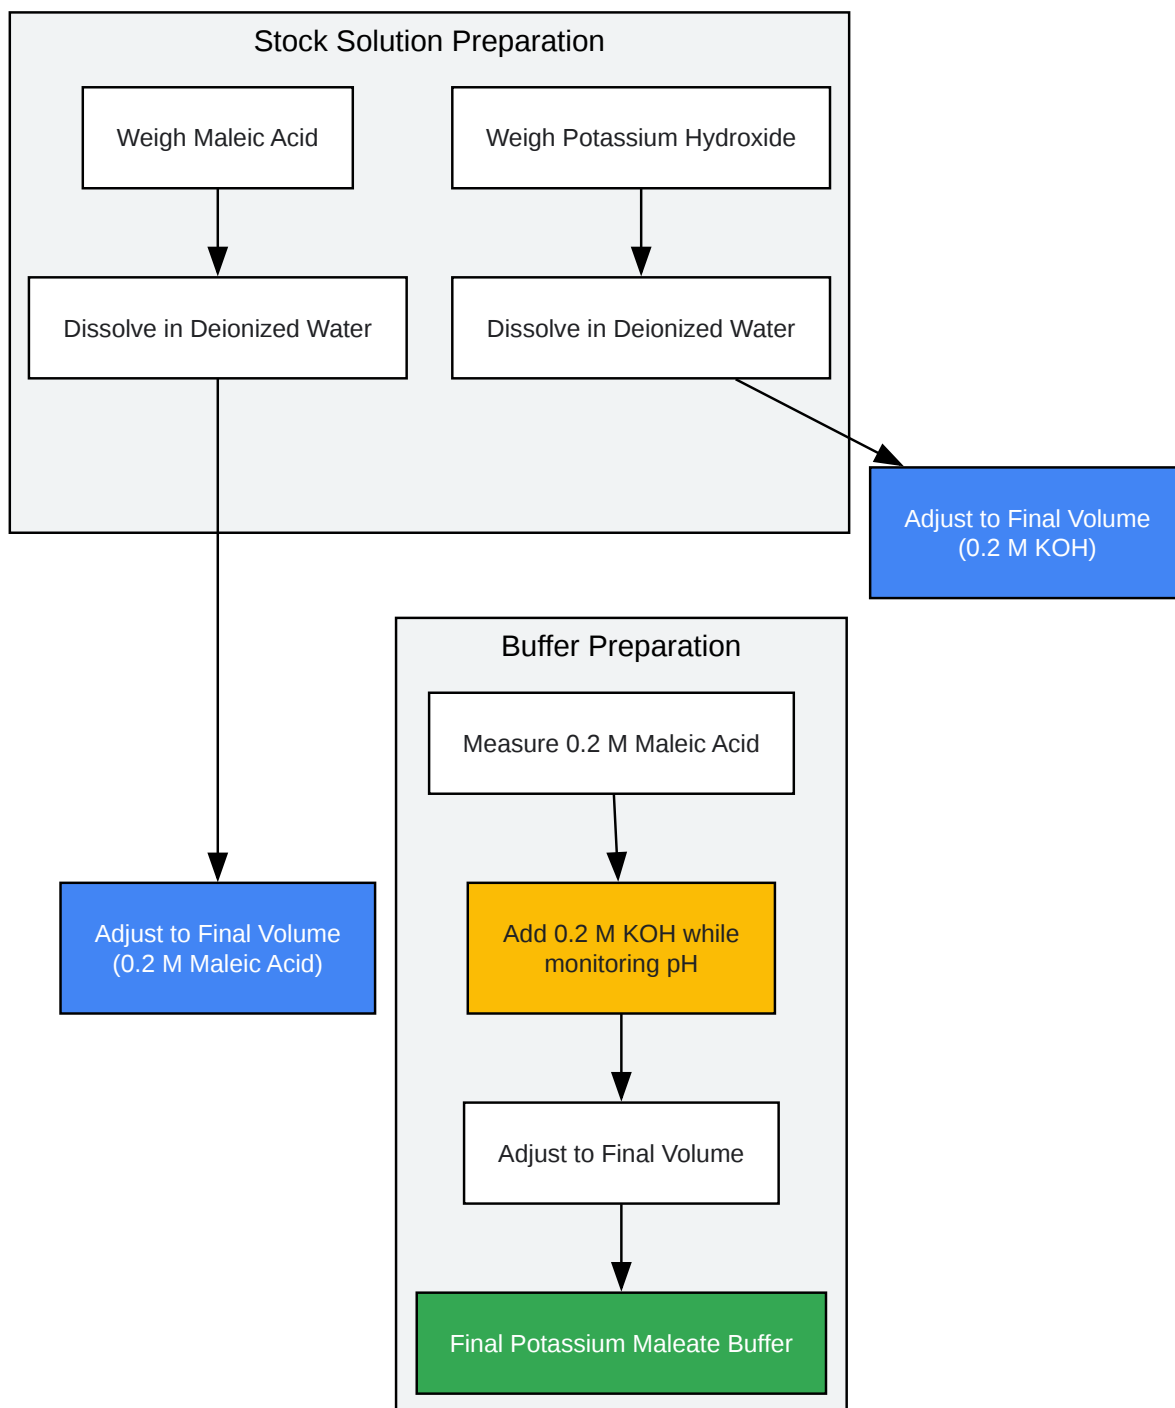 Stock Solution Preparation
Weigh Maleic Acid
Weigh Potassium Hydroxide
Dissolve in Deionized Water
Dissolve in Deionized Water
Adjust to Final Volume
(0.2 M KOH)
Buffer Preparation
Measure 0.2 M Maleic Acid
Adjust to Final Volume
(0.2 M Maleic Acid)
Add 0.2 M KOH while
monitoring pH
Adjust to Final Volume
Final Potassium Maleate Buffer